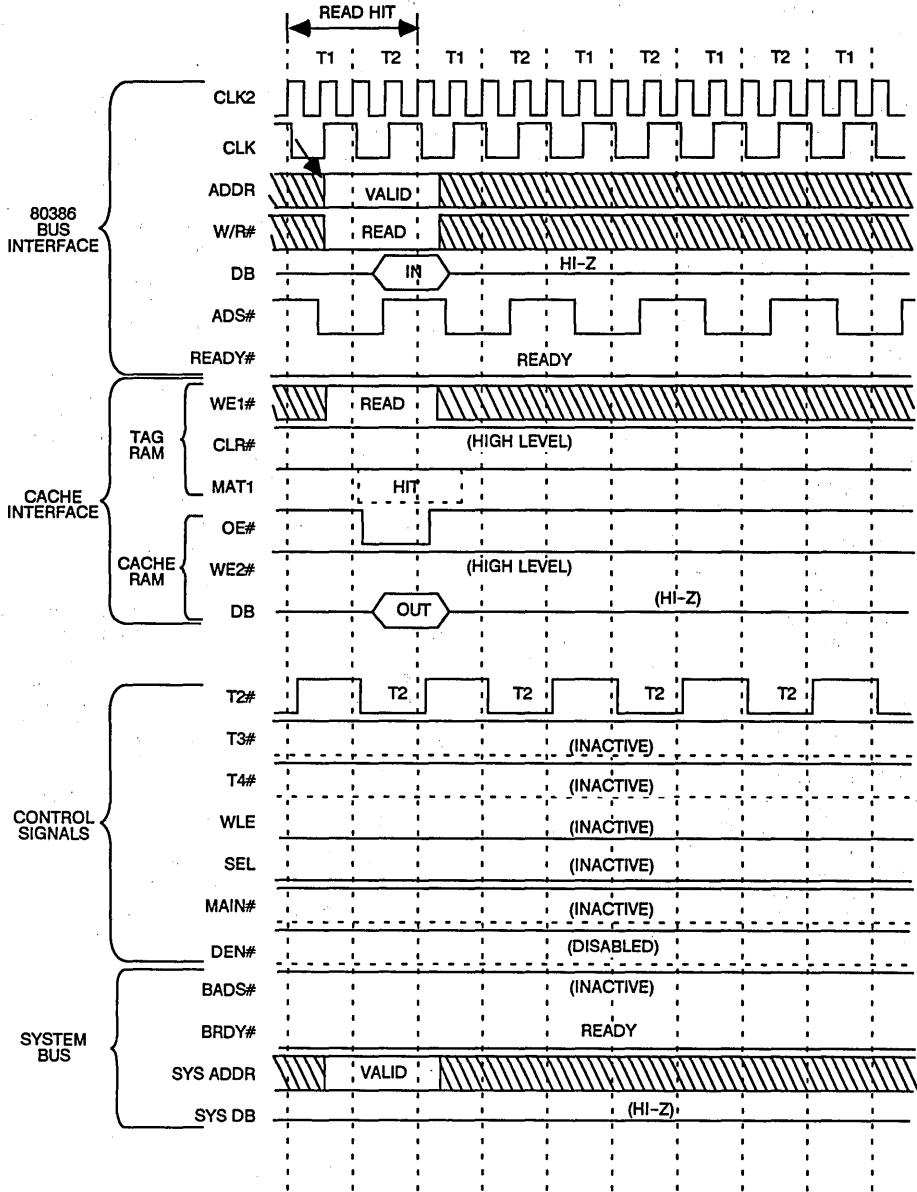 READ HIT
T1 T2 T1 T2 T1 T2 T1 T2 T1
CLK2
CLK
ADDR VALID
80386
BUS
INTERFACE
W/R# READ
DB IN HI-Z
ADS#
READY# READY
WE1# READ
TAG
RAM
CLR# (HIGH LEVEL)
MAT1 HIT
CACHE
INTERFACE
OE#
CACHE
RAM
WE2# (HIGH LEVEL)
DB OUT (HI-Z)
T2# T2 T2 T2 T2
T3# (INACTIVE)
T4# (INACTIVE)
CONTROL
SIGNALS
WLE (INACTIVE)
SEL (INACTIVE)
MAIN# (INACTIVE)
DEN# (DISABLED)
BADS# (INACTIVE)
SYSTEM
BUS
BRDY# READY
SYS ADDR VALID
SYS DB (HI-Z)